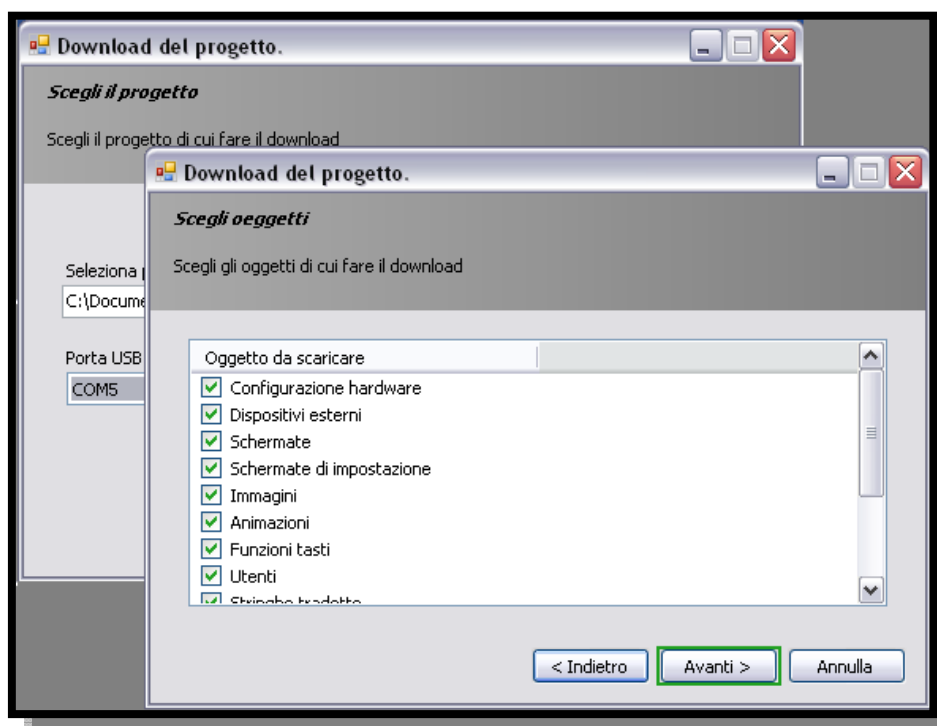 Download del progetto.
Scegli il progetto
Scegli il progetto di cui fare il download
Seleziona
C:\Docume
Porta USB
COM5
Download del progetto.
Scegli oeggetti
Scegli gli oggetti di cui fare il download
Oggetto da scaricare
Configurazione hardware
Dispositivi esterni
Schermate
Schermate di impostazione
Immagini
Animazioni
Funzioni tasti
Utenti
Stringhe tradotte
< Indietro Avanti > Annulla